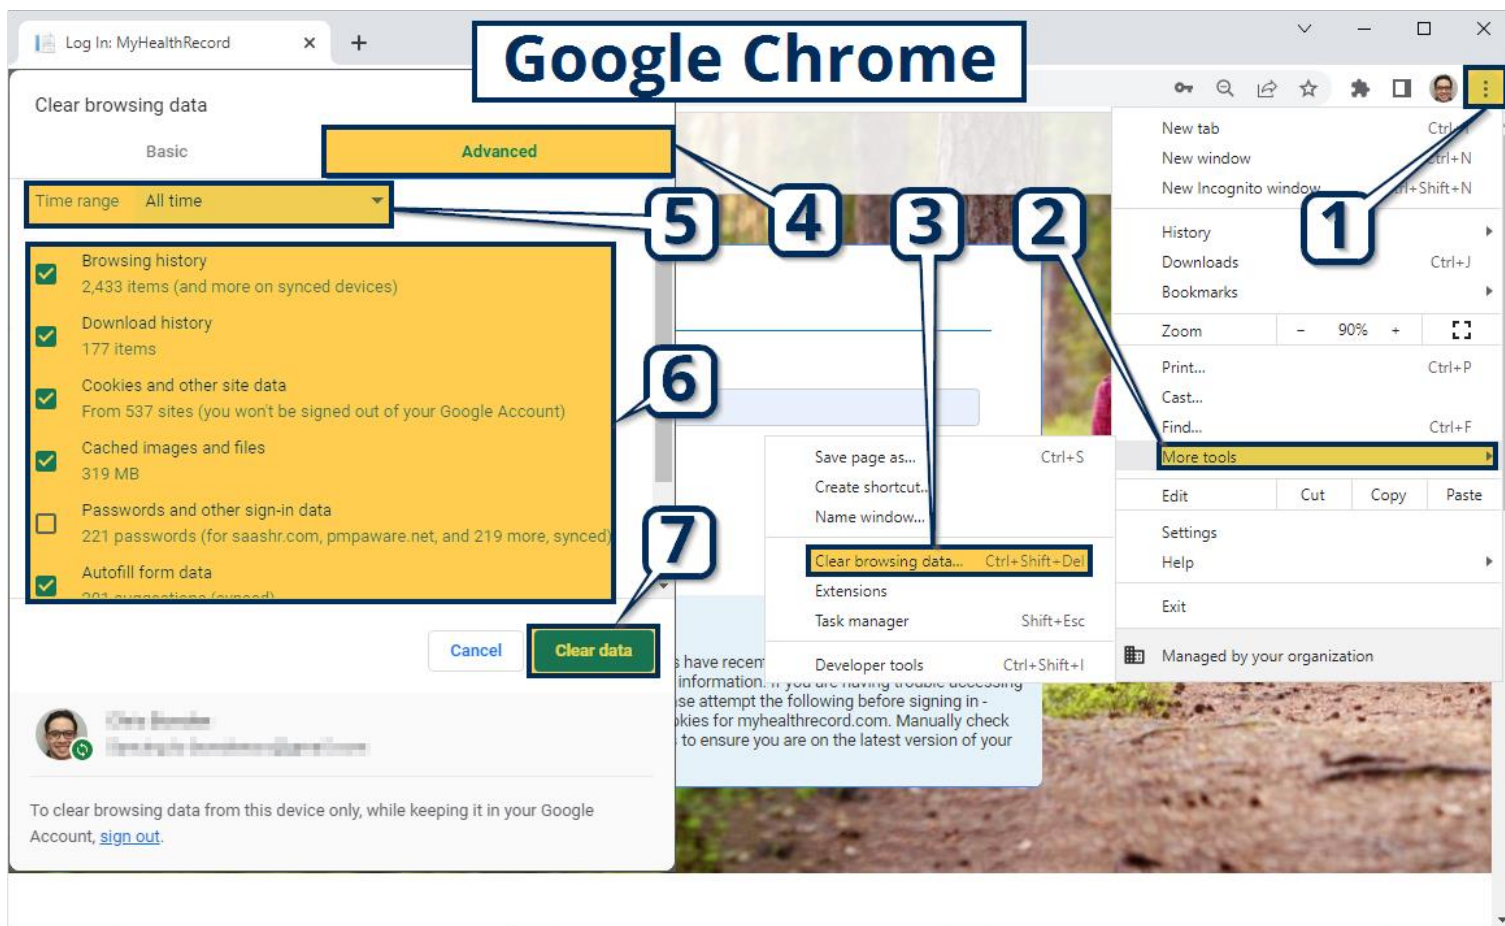 Log In: MyHealthRecord
Google Chrome
Clear browsing data
Basic
Advanced
Time range All time
Browsing history
2,433 items (and more on synced devices)
Download history
177 items
Cookies and other site data
From 537 sites (you won't be signed out of your Google Account)
Cached images and files
319 MB
Passwords and other sign-in data
221 passwords (for saashr.com, pmpaware.net, and 219 more, synced)
Autofill form data
Cancel
Clear data
To clear browsing data from this device only, while keeping it in your Google
Account, sign out.
5
4
3
2
1
6
7
New tab
New window Ctrl+N
New Incognito window Ctrl+Shift+N
History
Downloads Ctrl+J
Bookmarks
Zoom - 90% +
Print... Ctrl+P
Cast...
Find... Ctrl+F
More tools
Edit Cut Copy Paste
Settings
Help
Exit
Managed by your organization
Save page as... Ctrl+S
Create shortcut...
Name window...
Clear browsing data... Ctrl+Shift+Del
Extensions
Task manager Shift+Esc
Developer tools Ctrl+Shift+I
have recen
information. If you are having trouble accessing
attempt the following before signing in -
for myhealthrecord.com. Manually check
to ensure you are on the latest version of your